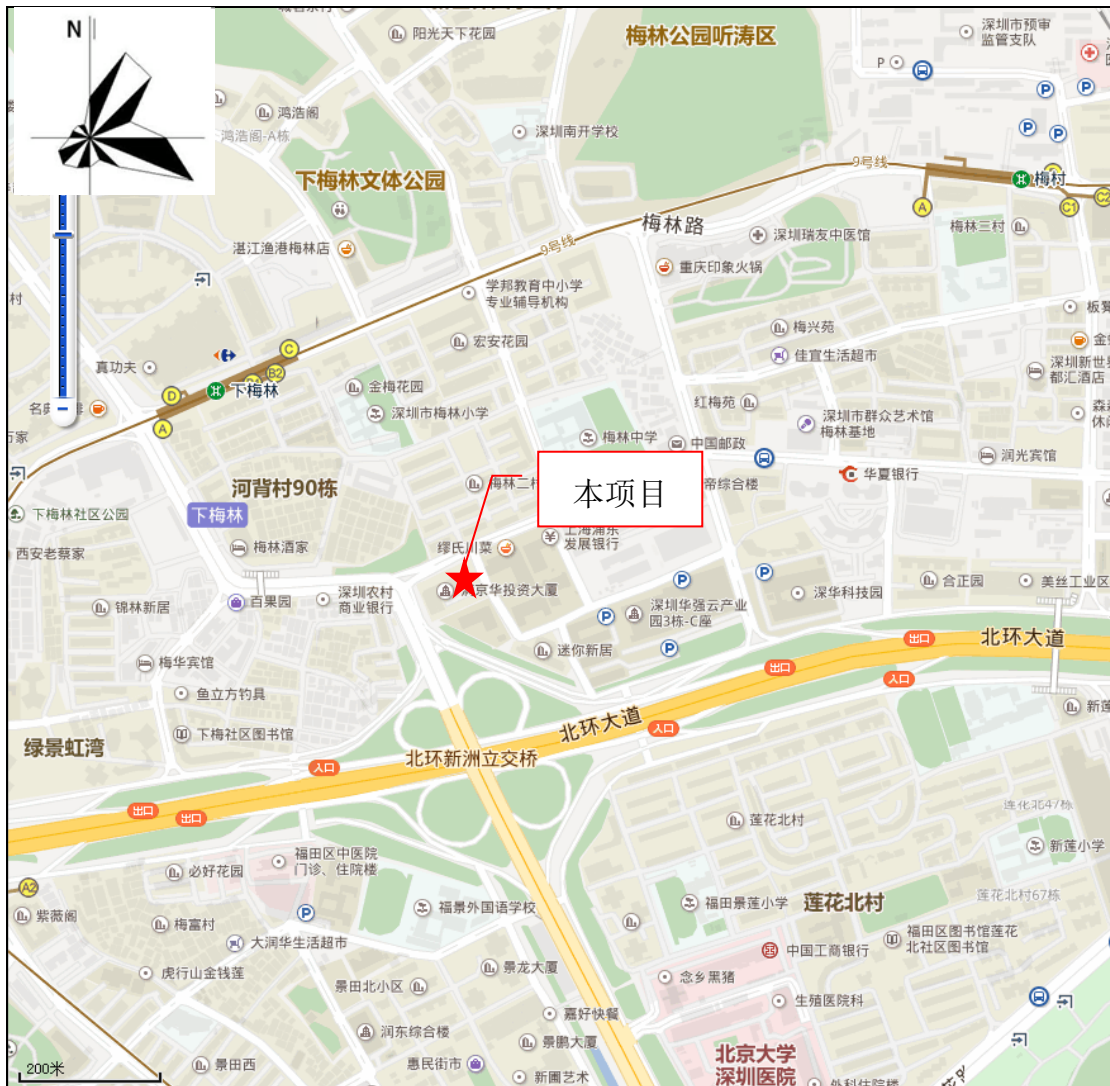 N
阳光天下花园
梅林公园听涛区
深圳市预审
监管支队
P
P
P
P
P
鸿浩阁
鸿浩阁-A栋
深圳南开学校
9号线
梅村
A
C1
C2
下梅林文体公园
梅林路
深圳瑞友中医馆
梅林三村
湛江渔港梅林店
9号线
重庆印象火锅
村
学邦教育中小学
专业辅导机构
梅兴苑
宏安花园
佳宜生活超市
C
B2
D
A
真功夫
下梅林
金梅花园
深圳市梅林小学
都汇酒店
红梅苑
深圳市群众艺术馆
梅林基地
梅林中学
中国邮政
润光宾馆
华夏银行
河背村90栋
梅林二村
本项目
帝综合楼
下梅林
下梅林社区公园
西安老蔡家
梅林酒家
缪氏川菜
上海浦东
发展银行
京华投资大厦
P
P
P
P
深圳农村
商业银行
百果园
锦林新居
深圳华强云产业
园3栋-C座
深华科技园
合正园
美丝工业区
迷你新居
出口
北环大道
出口
入口
梅华宾馆
鱼立方钓具
下梅社区图书馆
绿景虹湾
北环大道
入口
北环新洲立交桥
入口
出口
出口
莲花北村
新莲小学
福田区中医院
门诊、住院楼
必好花园
A2
紫薇阁
P
梅富村
福景外国语学校
福田景莲小学
莲花北村
莲花北村67栋
大润华生活超市
中国工商银行
福田区图书馆莲花
北社区图书馆
虎行山金钱莲
景龙大厦
念乡黑猪
景田北小区
生殖医院科
嘉好快餐
润东综合楼
景鹏大厦
北京大学
深圳医院
200米
景田西
惠民街市
新圃艺术
外科住院楼